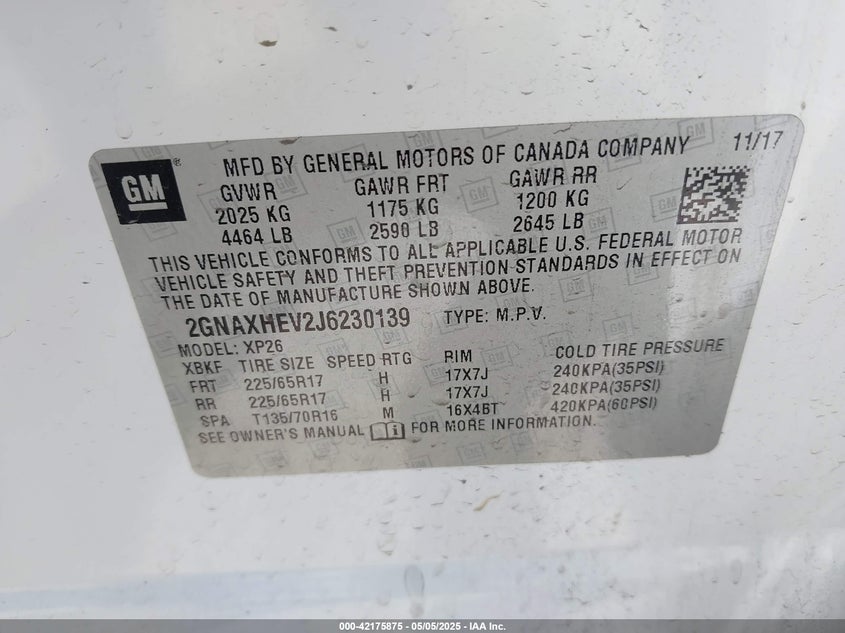 GM® MFD BY GENERAL MOTORS OF CANADA COMPANY 11/17
GVWR GAWR FRT GAWR RR
2025 KG 1175 KG 1200 KG
4464 LB 2590 LB 2645 LB
THIS VEHICLE CONFORMS TO ALL APPLICABLE U.S. FEDERAL MOTOR
VEHICLE SAFETY AND THEFT PREVENTION STANDARDS IN EFFECT ON
THE DATE OF MANUFACTURE SHOWN ABOVE.
2GNAXHEV2J6230139 TYPE: M.P.V.
MODEL: XP26
XBKF TIRE SIZE SPEED RTG RIM COLD TIRE PRESSURE
FRT 225/65R17 H 17X7J 240KPA(35PSI)
RR 225/65R17 H 17X7J 240KPA(35PSI)
SPA T135/70R16 M 16X4BT 420KPA(60PSI)
SEE OWNER'S MANUAL FOR MORE INFORMATION.
000-42175875 - 05/05/2025 - IAA Inc.